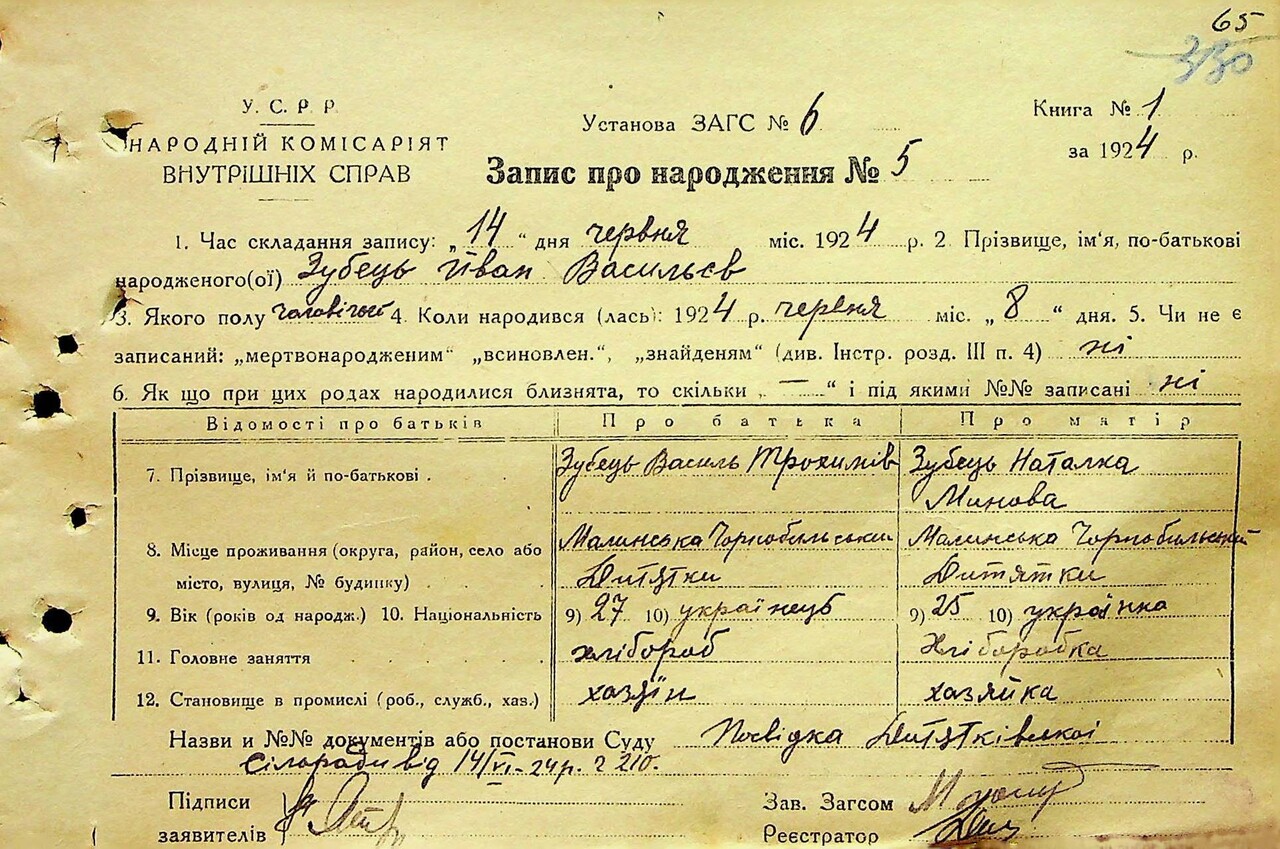 65
3/30
У. С. Р. Р.
НАРОДНІЙ КОМІСАРІЯТ
ВНУТРІШНІХ СПРАВ
Установа ЗАГС № 6
Книга № 1
за 1924 р.
Запис про народження № 5
1. Час складання запису: „14“ дня червня міс. 1924 р. 2. Прізвище, ім'я, по-батькові
народженого(ої) Зубець Йван Васильєв
3. Якого полу чоловічої 4. Коли народився (лась): 1924 р. червня міс. „8“ дня. 5. Чи не є
записаний: „мертвонародженим“ „всиновлен.“, „знайденям“ (див. Інстр. розд. III п. 4) ні
6. Як що при цих родах народилися близнята, то скільки „—“ і під якими №№ записані ні
Відомості про батьків Про батька Про матір
7. Прізвище, ім'я й по-батькові . Зубець Василь Трохимів Зубець Наталка
Минова
8. Місце проживання (округа, район, село або Малинська Чорнобильський Малинська Чорнобильський
місто, вулиця, № будинку) . . Дитятки Дитятки
9. Вік (років од народж.) 10. Національність 9) 27 10) українець 9) 25 10) українка
11. Головне заняття . . . хлібороб хліборобка
12. Становище в промислі (роб., служб., хаз.) хазяїн хазяйка
Назви и №№ документів або постанови Суду Посвідка Дитятківської
сілоради від 14/VI-24р. ч 210.
Підписи
заявителів
Зав. Загсом
Реєстратор